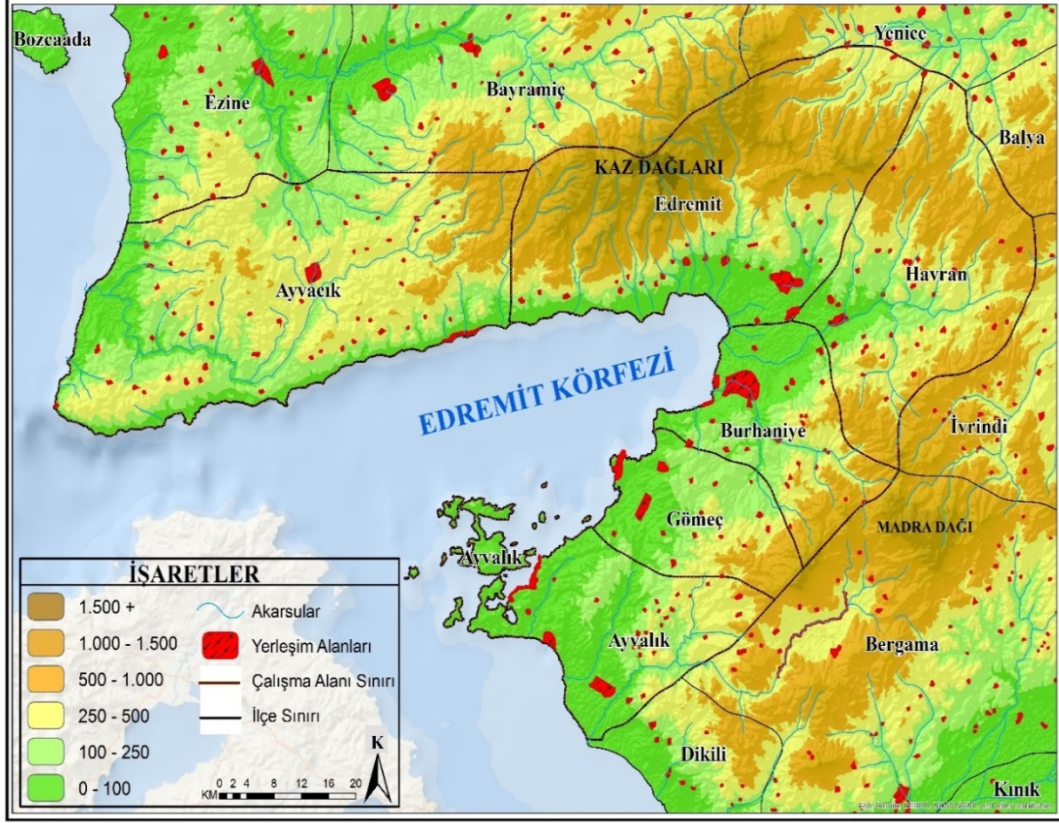 Bozcaada
Ezine
Bayramiç
Yenice
Balya
KAZ DAĞLARI
Edremit
Ayvacık
Havran
EDREMİT KÖRFEZİ
Burhaniye
İvrindi
Gömeç
MADRA DAĞI
Ayvalık
Ayvalık
Bergama
Dikili
Kınık
İŞARETLER
1.500 +
1.000 - 1.500
500 - 1.000
250 - 500
100 - 250
0 - 100
Akarsular
Yerleşim Alanları
Çalışma Alanı Sınırı
İlçe Sınırı
K
0 2 4 8 12 16 20
KM